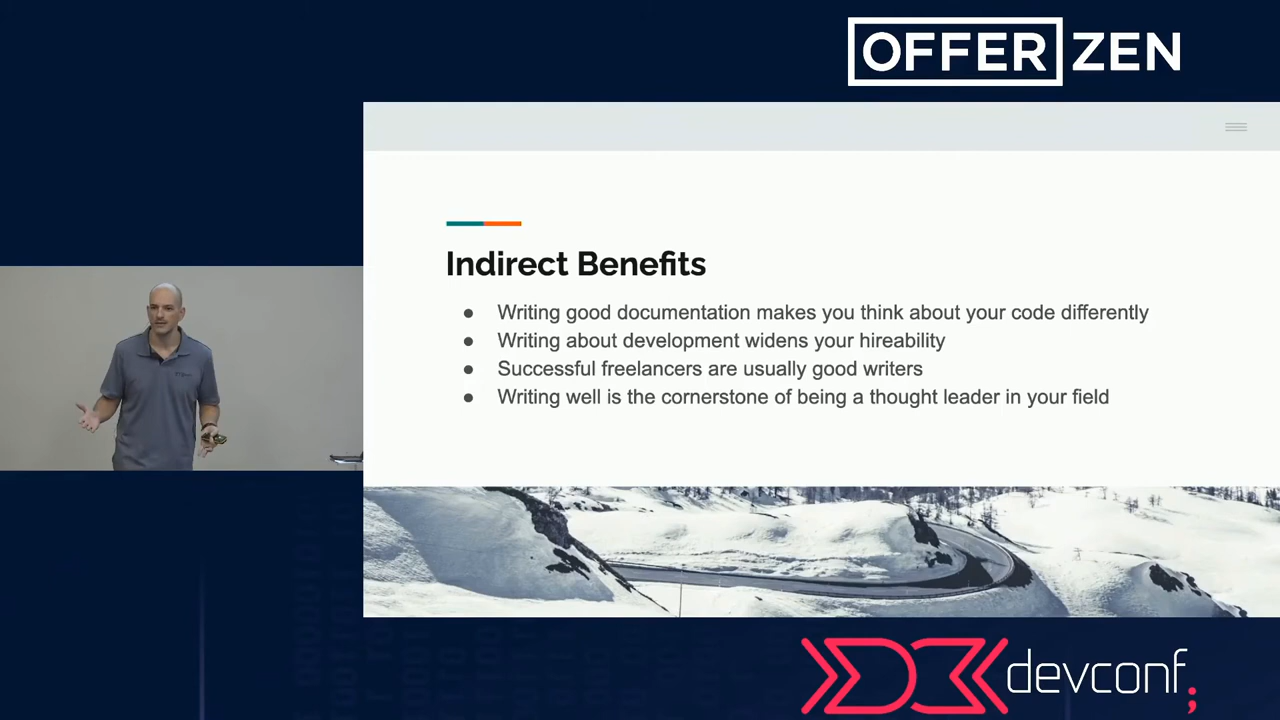 OFFER ZEN
Indirect Benefits
● Writing good documentation makes you think about your code differently
● Writing about development widens your hireability
● Successful freelancers are usually good writers
● Writing well is the cornerstone of being a thought leader in your field
devconf;